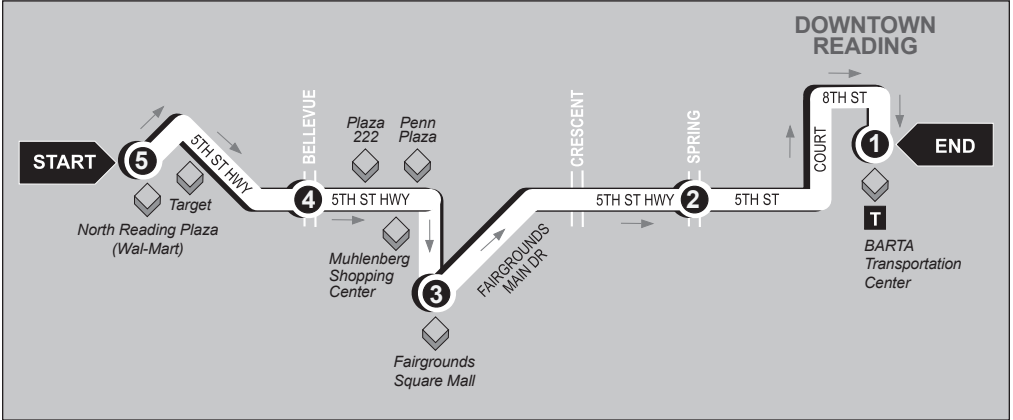 DOWNTOWN
READING
8TH ST
START
5
5TH ST HWY
BELLEVUE
Plaza
222
Penn
Plaza
CRESCENT
SPRING
COURT
1
END
Target
North Reading Plaza
(Wal-Mart)
4
5TH ST HWY
Muhlenberg
Shopping
Center
3
FAIRGROUNDS
MAIN DR
5TH ST HWY
2
5TH ST
T
BARTA
Transportation
Center
Fairgrounds
Square Mall